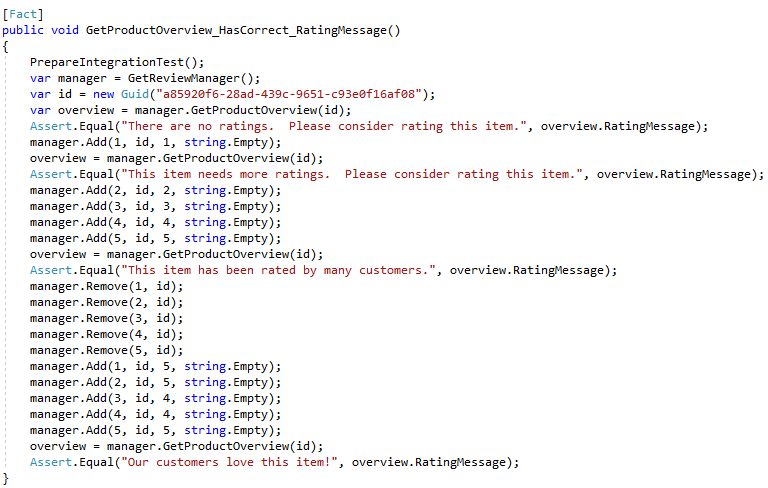 [Fact]
public void GetProductOverview_HasCorrect_RatingMessage()
{
    PrepareIntegrationTest();
    var manager = GetReviewManager();
    var id = new Guid("a85920f6-28ad-439c-9651-c93e0f16af08");
    var overview = manager.GetProductOverview(id);
    Assert.Equal("There are no ratings.  Please consider rating this item.", overview.RatingMessage);
    manager.Add(1, id, 1, string.Empty);
    overview = manager.GetProductOverview(id);
    Assert.Equal("This item needs more ratings.  Please consider rating this item.", overview.RatingMessage);
    manager.Add(2, id, 2, string.Empty);
    manager.Add(3, id, 3, string.Empty);
    manager.Add(4, id, 4, string.Empty);
    manager.Add(5, id, 5, string.Empty);
    overview = manager.GetProductOverview(id);
    Assert.Equal("This item has been rated by many customers.", overview.RatingMessage);
    manager.Remove(1, id);
    manager.Remove(2, id);
    manager.Remove(3, id);
    manager.Remove(4, id);
    manager.Remove(5, id);
    manager.Add(1, id, 5, string.Empty);
    manager.Add(2, id, 5, string.Empty);
    manager.Add(3, id, 4, string.Empty);
    manager.Add(4, id, 4, string.Empty);
    manager.Add(5, id, 5, string.Empty);
    overview = manager.GetProductOverview(id);
    Assert.Equal("Our customers love this item!", overview.RatingMessage);
}